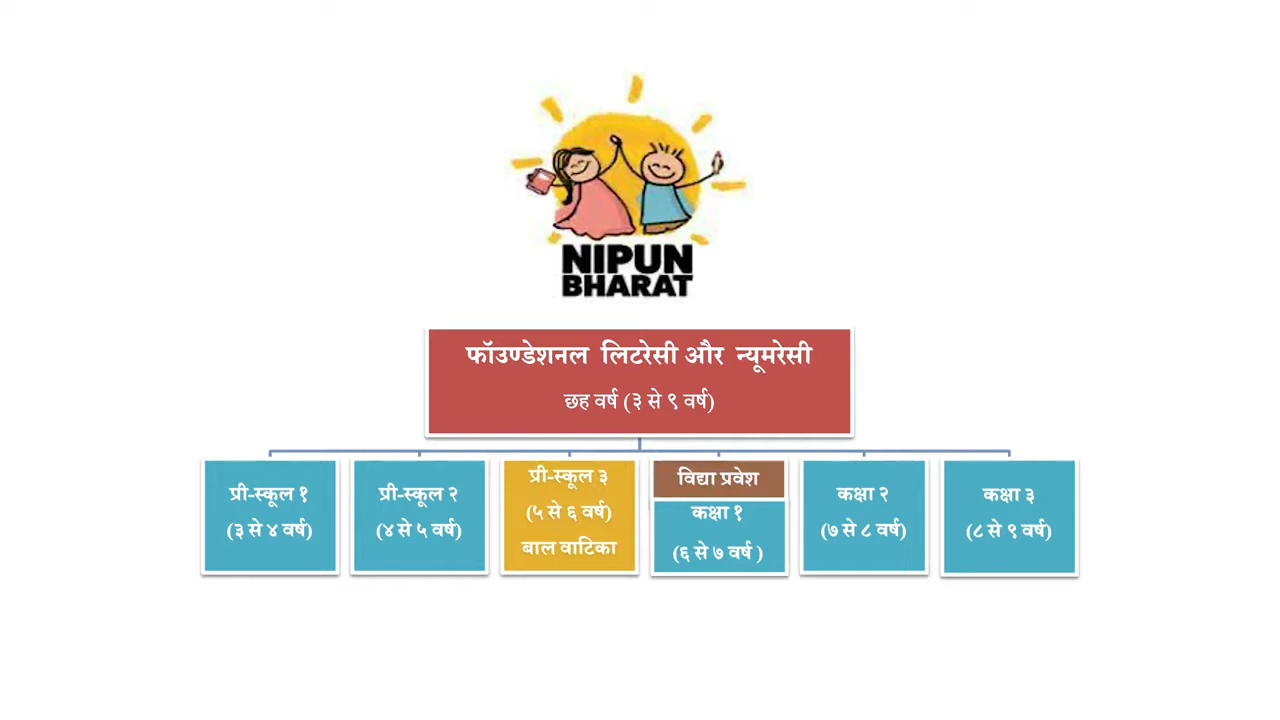 NIPUN
BHARAT
फॉउण्डेशनल लिटरेसी और न्यूमरेसी
छह वर्ष (३ से ९ वर्ष)
प्री-स्कूल १
(३ से ४ वर्ष)
प्री-स्कूल २
(४ से ५ वर्ष)
प्री-स्कूल ३
(५ से ६ वर्ष)
बाल वाटिका
विद्या प्रवेश
कक्षा १
(६ से ७ वर्ष )
कक्षा २
(७ से ८ वर्ष)
कक्षा ३
(८ से ९ वर्ष)